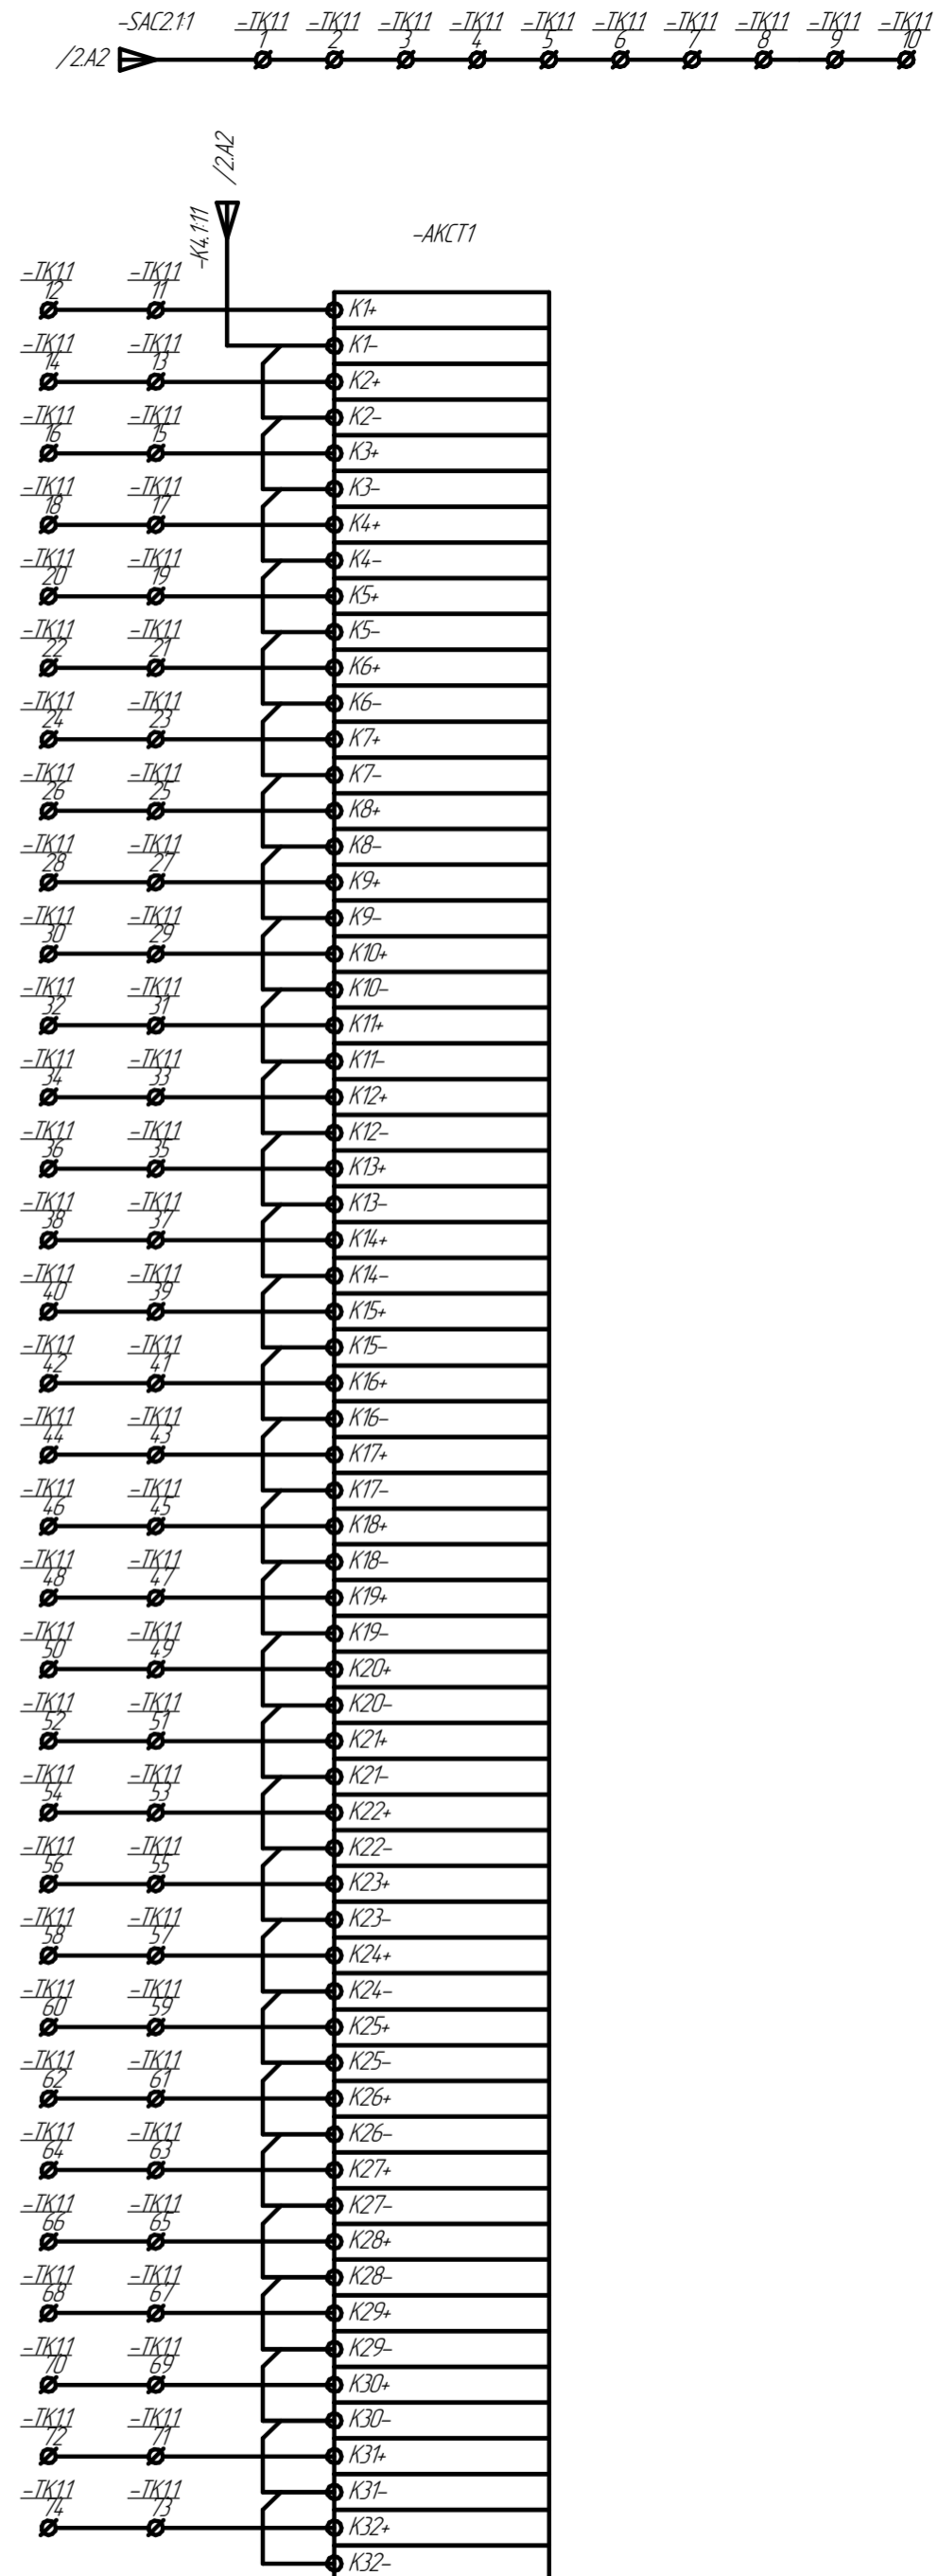 -SAC2.1:1 -TK11 -TK11 -TK11 -TK11 -TK11 -TK11 -TK11 -TK11 -TK11 -TK11
/2.A2 1 2 3 4 5 6 7 8 9 10
/2.A2
-K4.1:11
-AKCT1
-TK11 -TK11
12 11
K1+
K1-
-TK11 -TK11
14 13
K2+
K2-
-TK11 -TK11
16 15
K3+
K3-
-TK11 -TK11
18 17
K4+
K4-
-TK11 -TK11
20 19
K5+
K5-
-TK11 -TK11
22 21
K6+
K6-
-TK11 -TK11
24 23
K7+
K7-
-TK11 -TK11
26 25
K8+
K8-
-TK11 -TK11
28 27
K9+
K9-
-TK11 -TK11
30 29
K10+
K10-
-TK11 -TK11
32 31
K11+
K11-
-TK11 -TK11
34 33
K12+
K12-
-TK11 -TK11
36 35
K13+
K13-
-TK11 -TK11
38 37
K14+
K14-
-TK11 -TK11
40 39
K15+
K15-
-TK11 -TK11
42 41
K16+
K16-
-TK11 -TK11
44 43
K17+
K17-
-TK11 -TK11
46 45
K18+
K18-
-TK11 -TK11
48 47
K19+
K19-
-TK11 -TK11
50 49
K20+
K20-
-TK11 -TK11
52 51
K21+
K21-
-TK11 -TK11
54 53
K22+
K22-
-TK11 -TK11
56 55
K23+
K23-
-TK11 -TK11
58 57
K24+
K24-
-TK11 -TK11
60 59
K25+
K25-
-TK11 -TK11
62 61
K26+
K26-
-TK11 -TK11
64 63
K27+
K27-
-TK11 -TK11
66 65
K28+
K28-
-TK11 -TK11
68 67
K29+
K29-
-TK11 -TK11
70 69
K30+
K30-
-TK11 -TK11
72 71
K31+
K31-
-TK11 -TK11
74 73
K32+
K32-